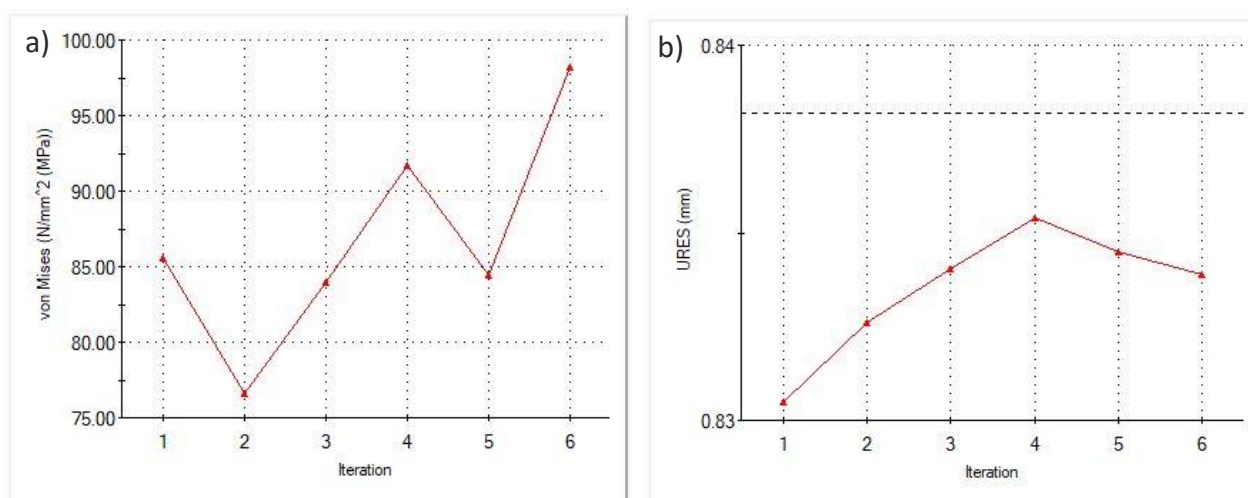 a)
von Mises (N/mm^2 (MPa))
100.00
95.00
90.00
85.00
80.00
75.00
1 2 3 4 5 6
Iteration
b)
URES (mm)
0.84
0.83
1 2 3 4 5 6
Iteration